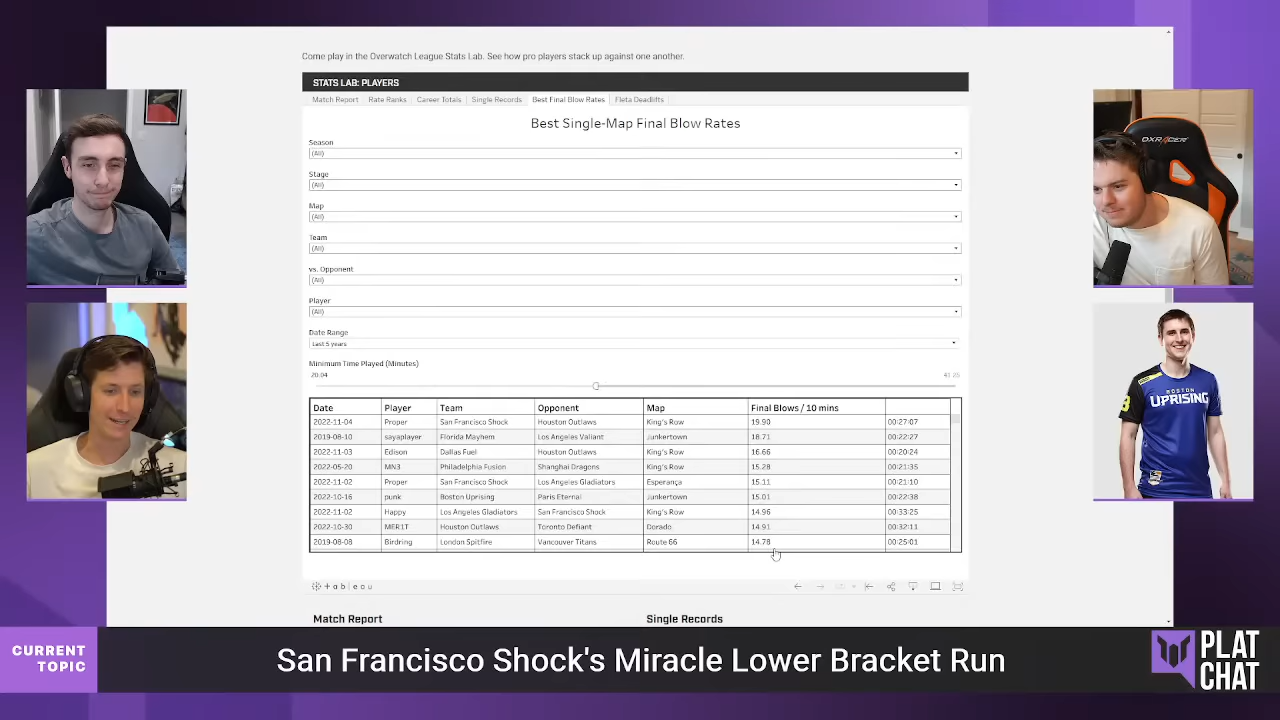 Come play in the Overwatch League Stats Lab. See how pro players stack up against one another.
STATS LAB: PLAYERS
Match Report Rate Ranks Career Totals Single Records Best Final Blow Rates Fleta Deadlifts
Best Single-Map Final Blow Rates
Season
(All)
Stage
(All)
Map
(All)
Team
(All)
vs. Opponent
(All)
Player
(All)
Date Range
Last 5 years
Minimum Time Played (Minutes)
20.04
Date Player Team Opponent Map Final Blows / 10 mins
2022-11-04 Proper San Francisco Shock Houston Outlaws King's Row 19.90 00:27:07
2019-08-10 sayaplayer Florida Mayhem Los Angeles Valiant Junkertown 18.71 00:22:27
2022-11-03 Edison Dallas Fuel Houston Outlaws King's Row 16.66 00:20:24
2022-05-20 MN3 Philadelphia Fusion Shanghai Dragons King's Row 15.28 00:21:35
2022-11-02 Proper San Francisco Shock Los Angeles Gladiators Esperança 15.11 00:21:10
2022-10-16 punk Boston Uprising Paris Eternal Junkertown 15.01
2022-11-02 Happy Los Angeles Gladiators San Francisco Shock King's Row 14.96 00:33:25
2022-10-30 MER1T Houston Outlaws Toronto Defiant Dorado 14.91 00:32:11
2019-08-08 Birdring London Spitfire Vancouver Titans Route 66 14.78 00:25:01
+ a b | e a u
Match Report Single Records
DXRACER
BOSTON
UPRISING
CURRENT
TOPIC
San Francisco Shock's Miracle Lower Bracket Run
PLAT
CHAT